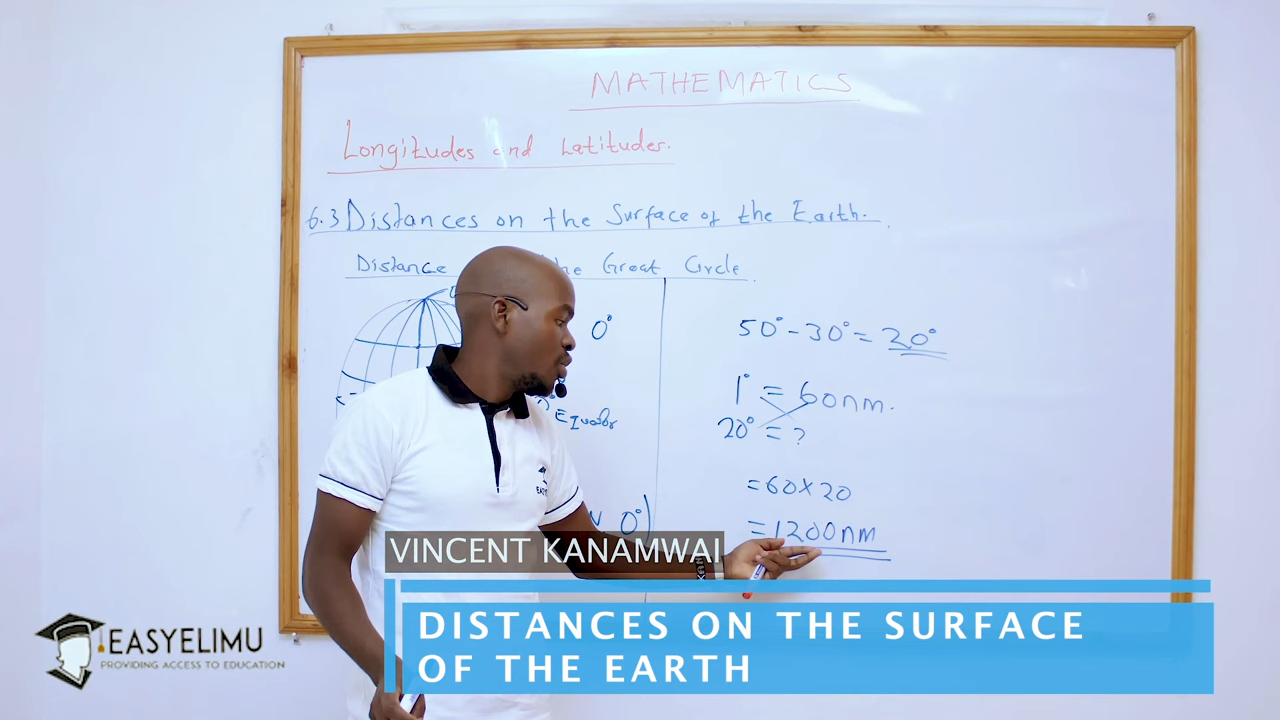 MATHEMATICS
Longitudes and Latitudes.
6.3 Distances on the Surface of the Earth.
Distance the Great Circle
0°
Equator
N 0°)
50° - 30° = 20°
1° = 60nm.
20° = ?
= 60 x 20
= 1200nm
VINCENT KANAMWAI
DISTANCES ON THE SURFACE
OF THE EARTH
EASYELIMU
PROVIDING ACCESS TO EDUCATION